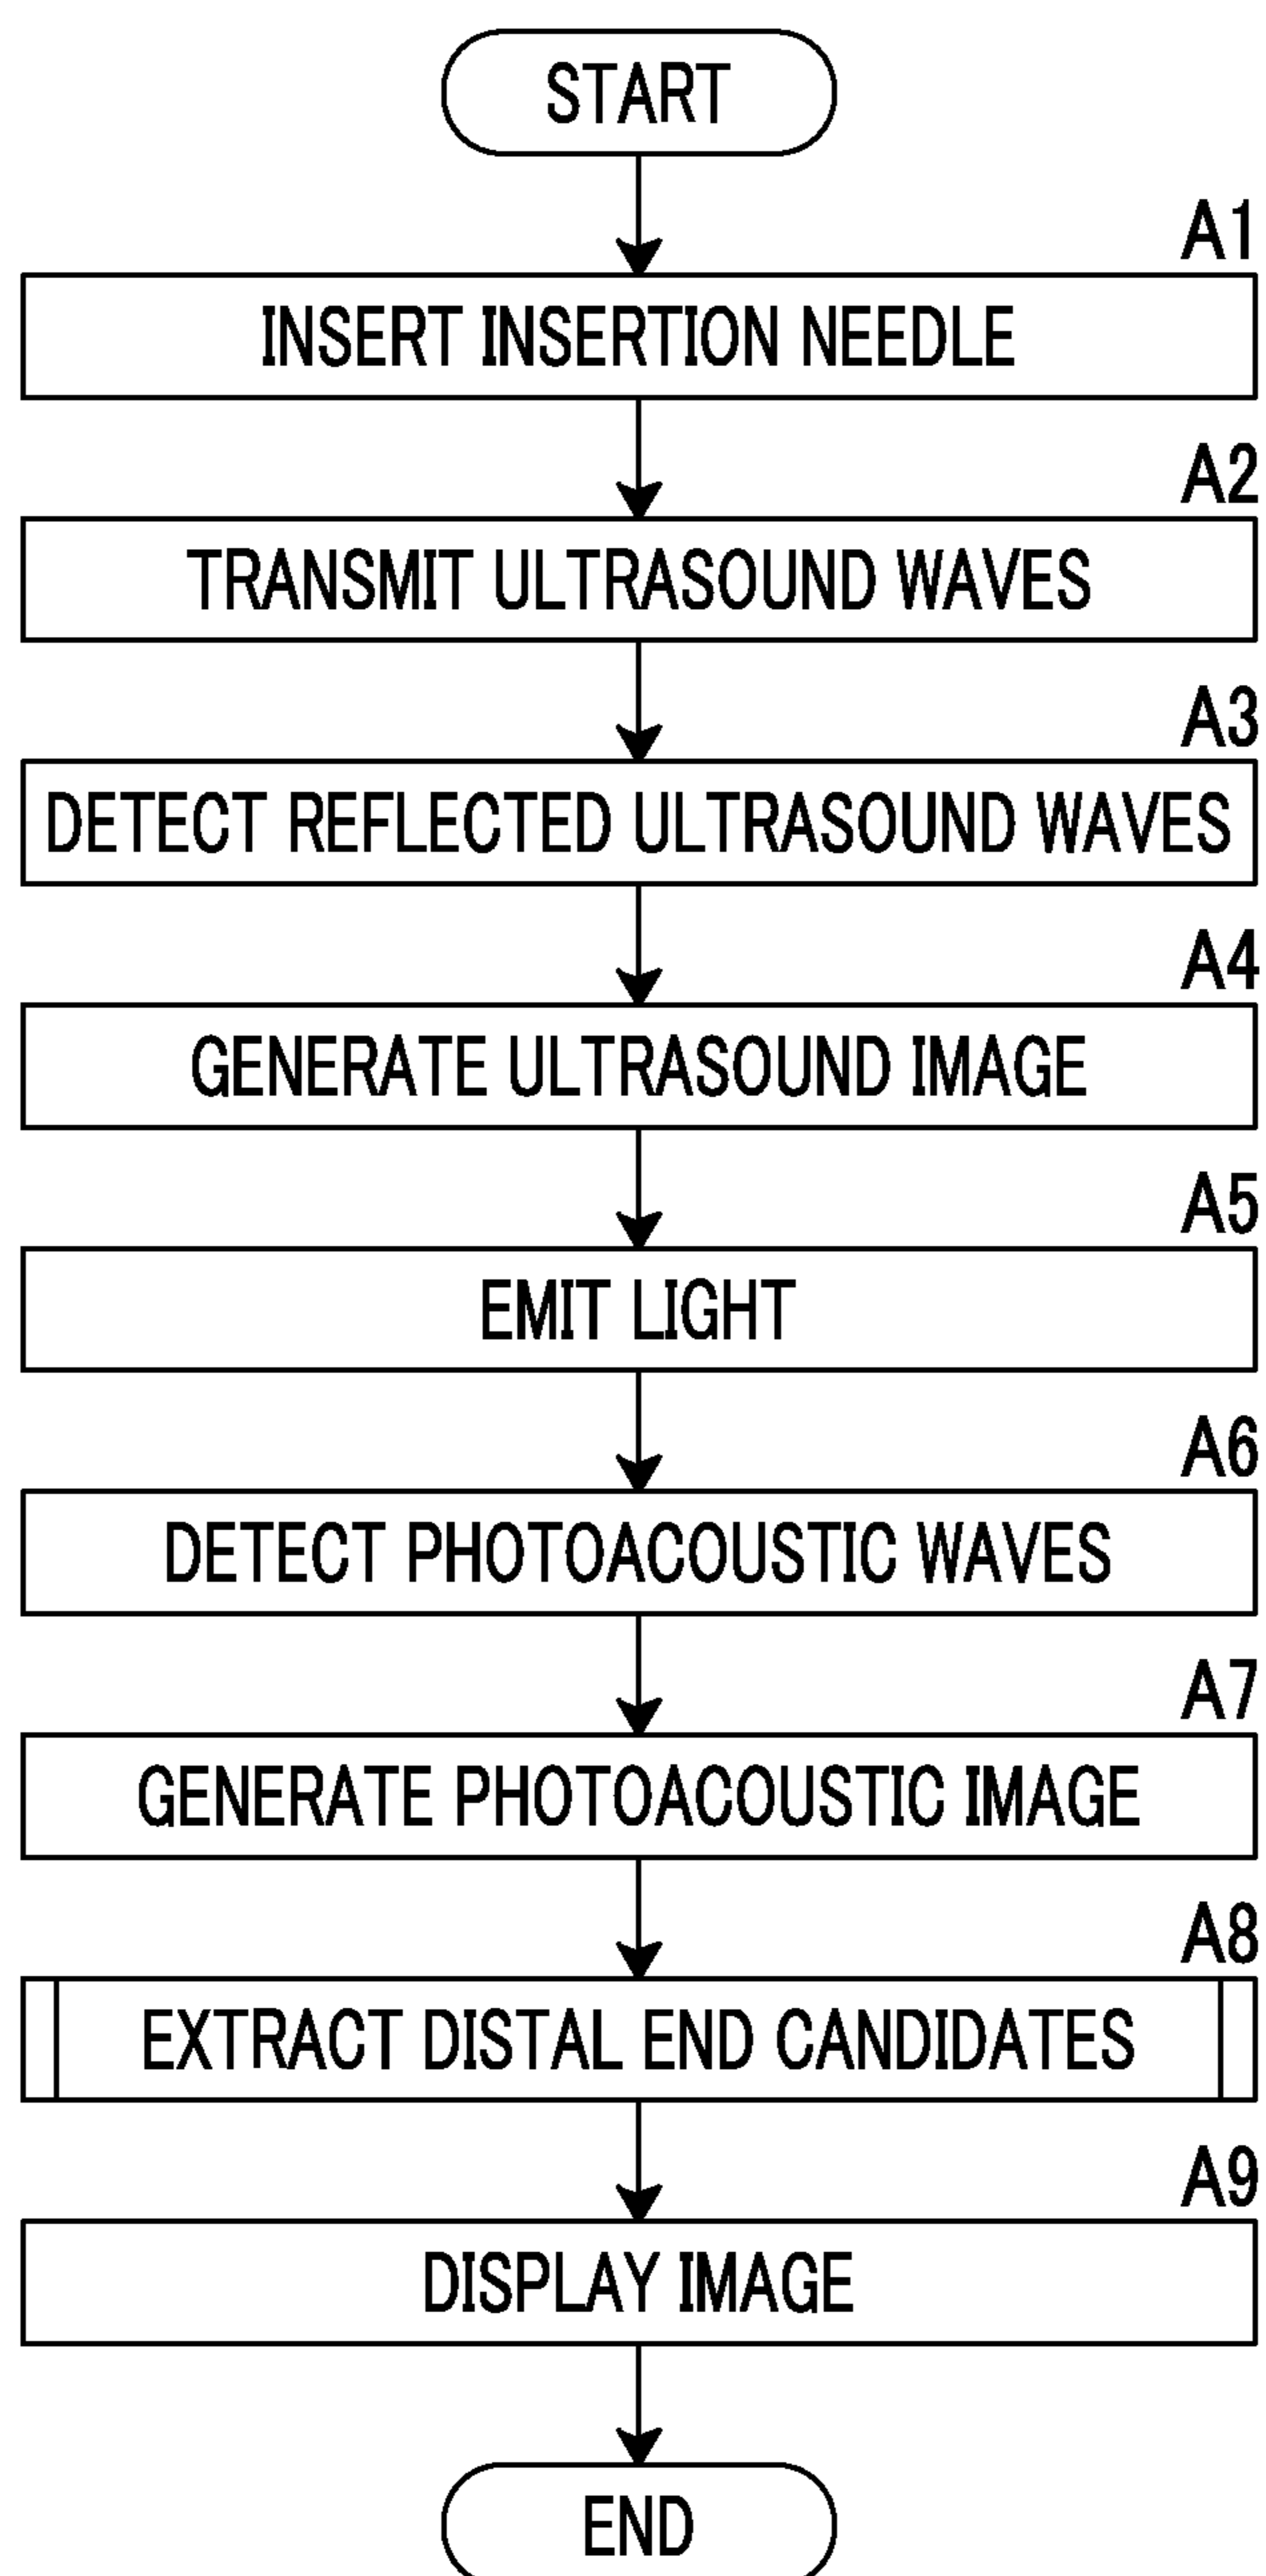 START
A1
INSERT INSERTION NEEDLE
A2
TRANSMIT ULTRASOUND WAVES
A3
DETECT REFLECTED ULTRASOUND WAVES
A4
GENERATE ULTRASOUND IMAGE
A5
EMIT LIGHT
A6
DETECT PHOTOACOUSTIC WAVES
A7
GENERATE PHOTOACOUSTIC IMAGE
A8
EXTRACT DISTAL END CANDIDATES
A9
DISPLAY IMAGE
END